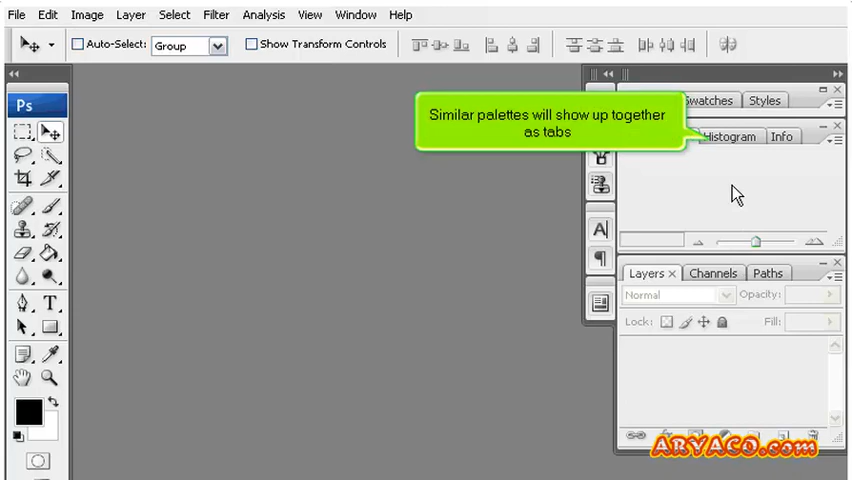 File Edit Image Layer Select Filter Analysis View Window Help
Auto-Select: Group Show Transform Controls
Ps
Swatches Styles
Similar palettes will show up together
as tabs
Histogram Info
A
Layers Channels Paths
Normal Opacity:
Lock: Fill:
T
ARYACO.com